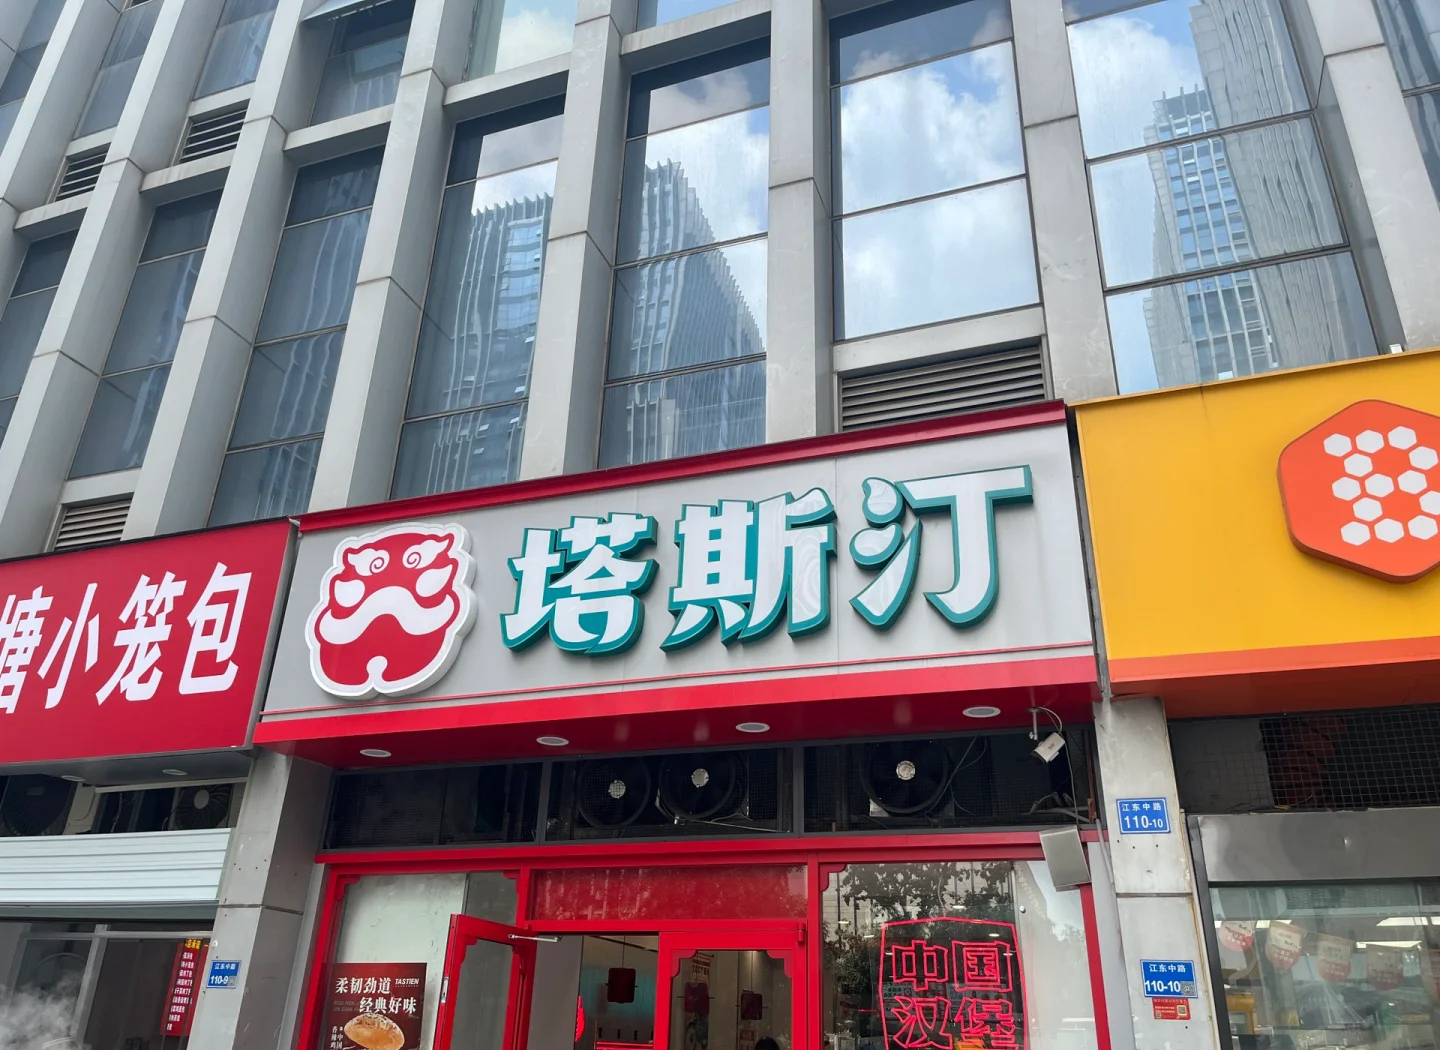 塘小笼包
塔斯汀
江东中路
110-10
江东中路
110-9
江东中路
110-10
柔韧劲道
TASTIEN
经典好味
中国
汉堡